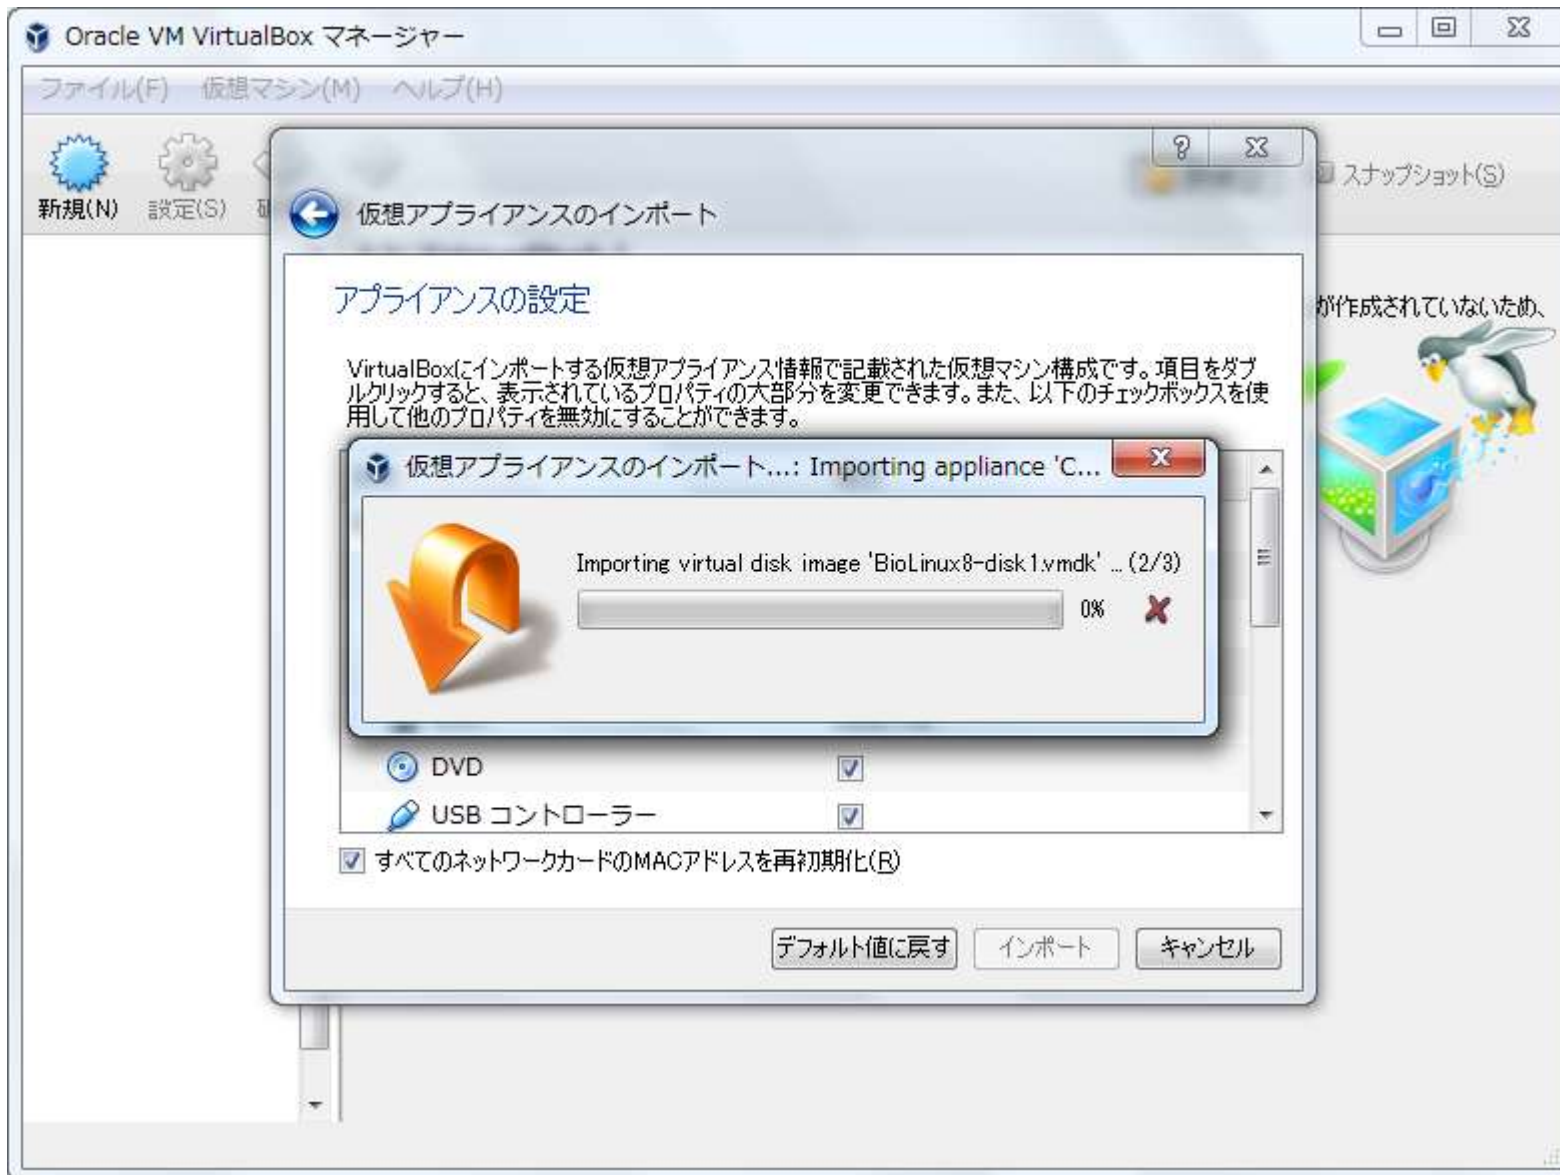 Oracle VM VirtualBox マネージャー
ファイル(F) 仮想マシン(M) ヘルプ(H)
新規(N) 設定(S)
スナップショット(S)
仮想アプライアンスのインポート
アプライアンスの設定
が作成されていないため、
VirtualBoxにインポートする仮想アプライアンス情報で記載された仮想マシン構成です。項目をダブ
ルクリックすると、表示されているプロパティの大部分を変更できます。また、以下のチェックボックスを使
用して他のプロパティを無効にすることができます。
仮想アプライアンスのインポート...: Importing appliance 'C...
Importing virtual disk image 'BioLinux8-disk1.vmdk' ... (2/3)
0%
DVD
USB コントローラー
すべてのネットワークカードのMACアドレスを再初期化(R)
デフォルト値に戻す インポート キャンセル